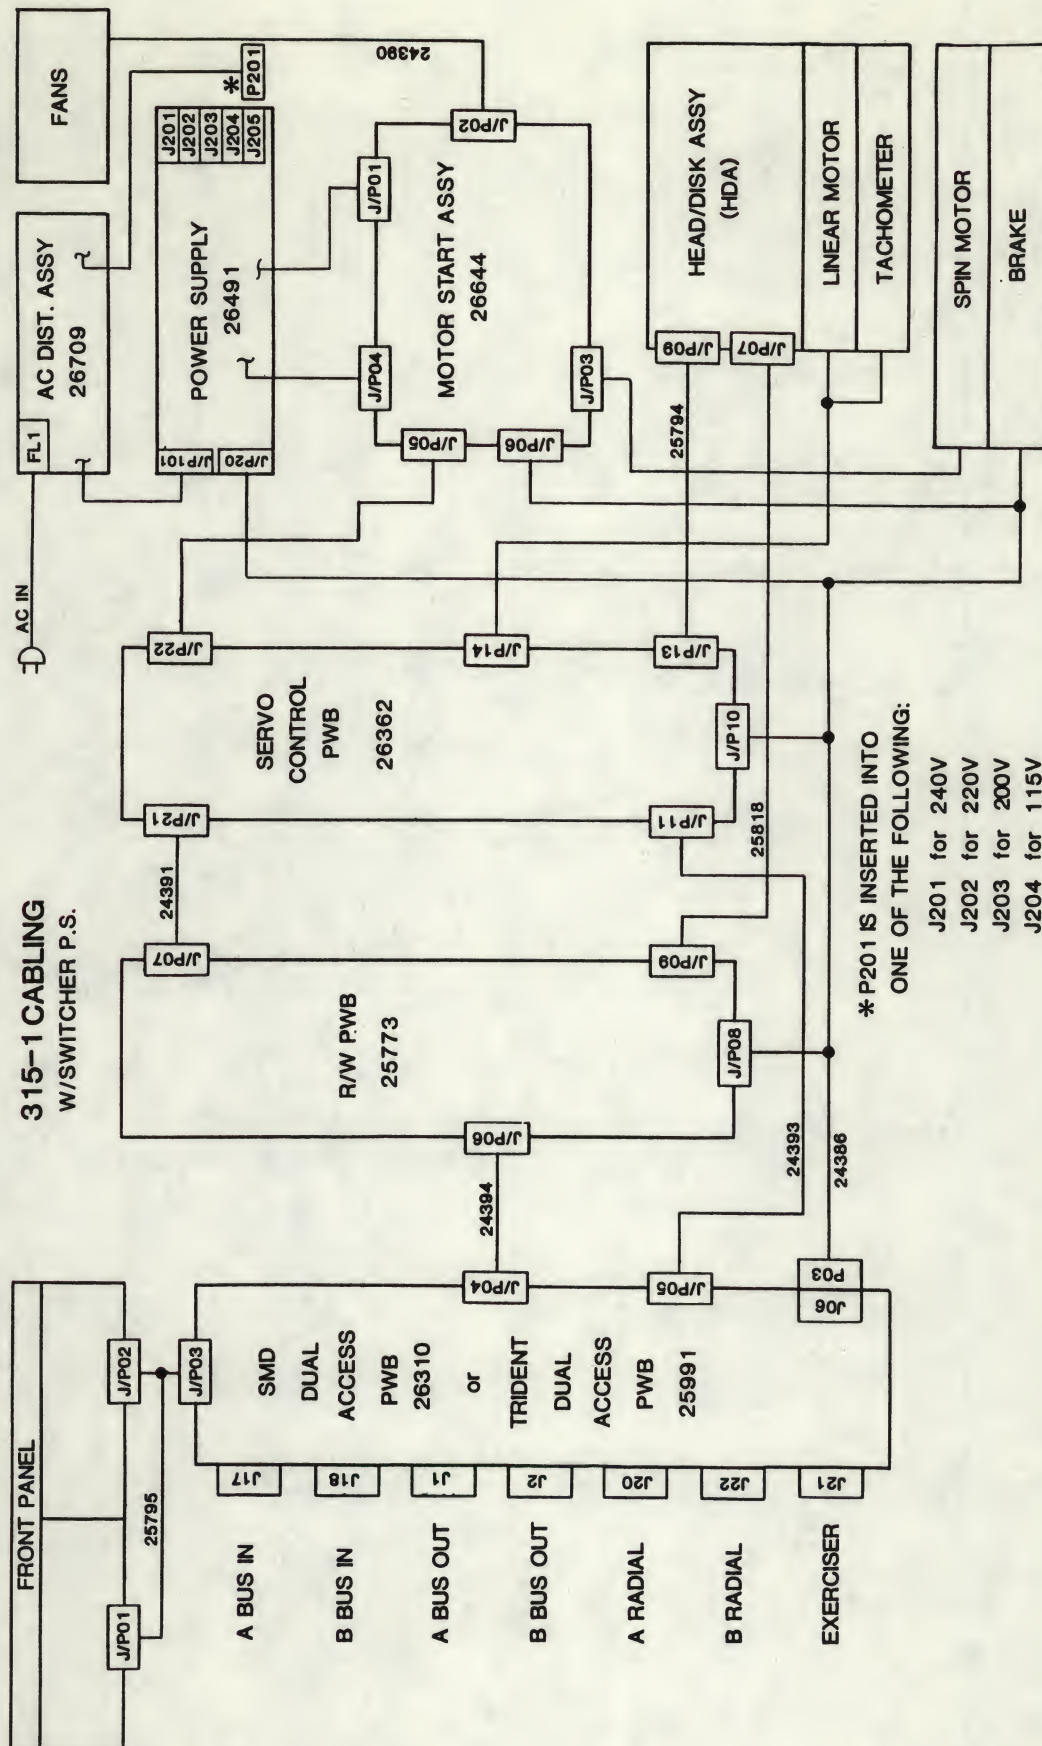 315-1 CABLING
W/SWITCHER P.S.
FRONT PANEL
J/P01
J/P02
25795
J/P03
SMD
DUAL
ACCESS
PWB
26310
or
TRIDENT
DUAL
ACCESS
PWB
25991
A BUS IN
J17
B BUS IN
J18
A BUS OUT
J1
B BUS OUT
J2
A RADIAL
J20
B RADIAL
J22
EXERCISER
J21
J/P04
J/P05
J06
P03
24394
24393
24386
J/P06
R/W PWB
25773
J/P07
J/P09
J/P08
24391
J/P21
J/P11
SERVO
CONTROL
PWB
26362
J/P22
J/P14
J/P13
J/P10
25818
25794
AC IN
FL1
AC DIST. ASSY
26709
FANS
J/P101
J/P20
POWER SUPPLY
26491
J201
J202
J203
J204
J205
*
P201
24390
J/P04
J/P01
J/P05
J/P06
MOTOR START ASSY
26644
J/P02
J/P03
J/P09
J/P07
HEAD/DISK ASSY
(HDA)
LINEAR MOTOR
TACHOMETER
SPIN MOTOR
BRAKE
* P201 IS INSERTED INTO
ONE OF THE FOLLOWING:
J201 for 240V
J202 for 220V
J203 for 200V
J204 for 115V